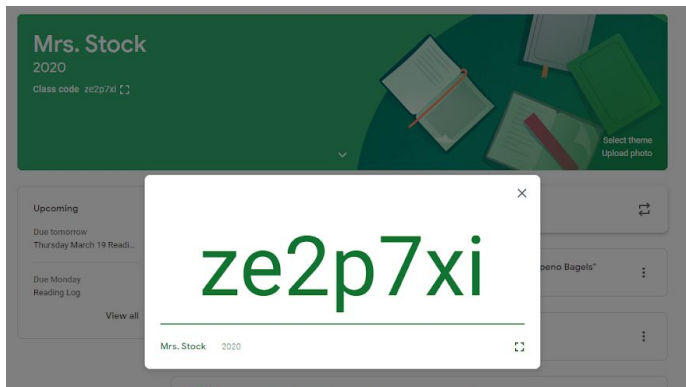 Mrs. Stock
2020
Class code ze2p7xi
Select theme
Upload photo
Upcoming
Due tomorrow
Thursday March 19 Readi...
Due Monday
Reading Log
View all
ze2p7xi
Mrs. Stock 2020
Bagels"